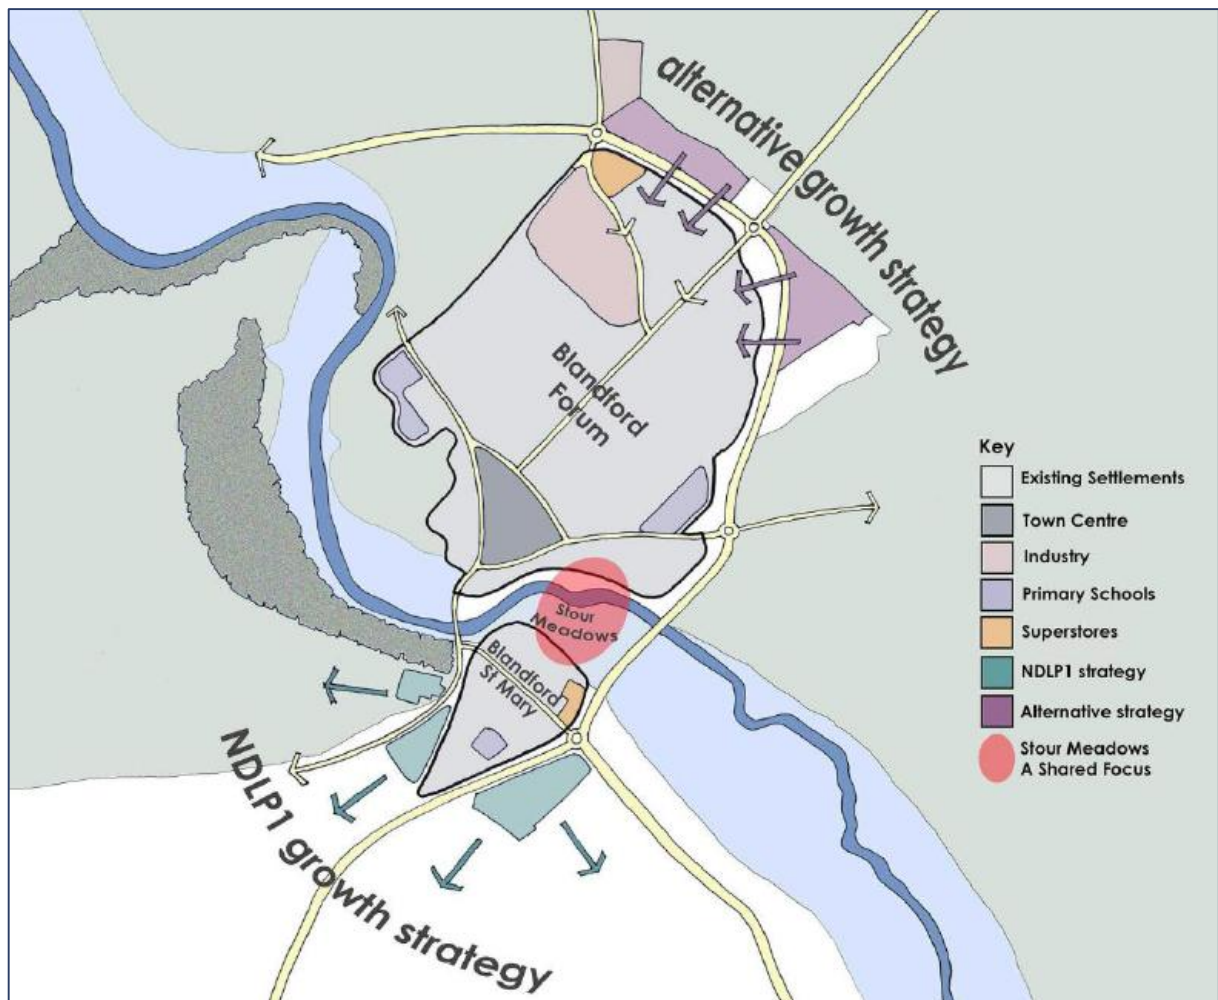 alternative growth strategy
Blandford
Forum
Stour
Meadows
Blandford
St Mary
NDLP1 growth strategy
Key
Existing Settlements
Town Centre
Industry
Primary Schools
Superstores
NDLP1 strategy
Alternative strategy
Stour Meadows
A Shared Focus